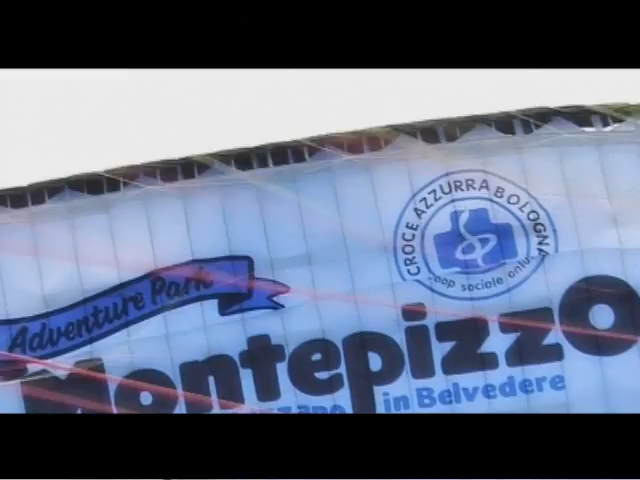 CROCE AZZURRA BOLOGNA
coop sociale onlus
Adventure Park
Montepizzo
in Belvedere